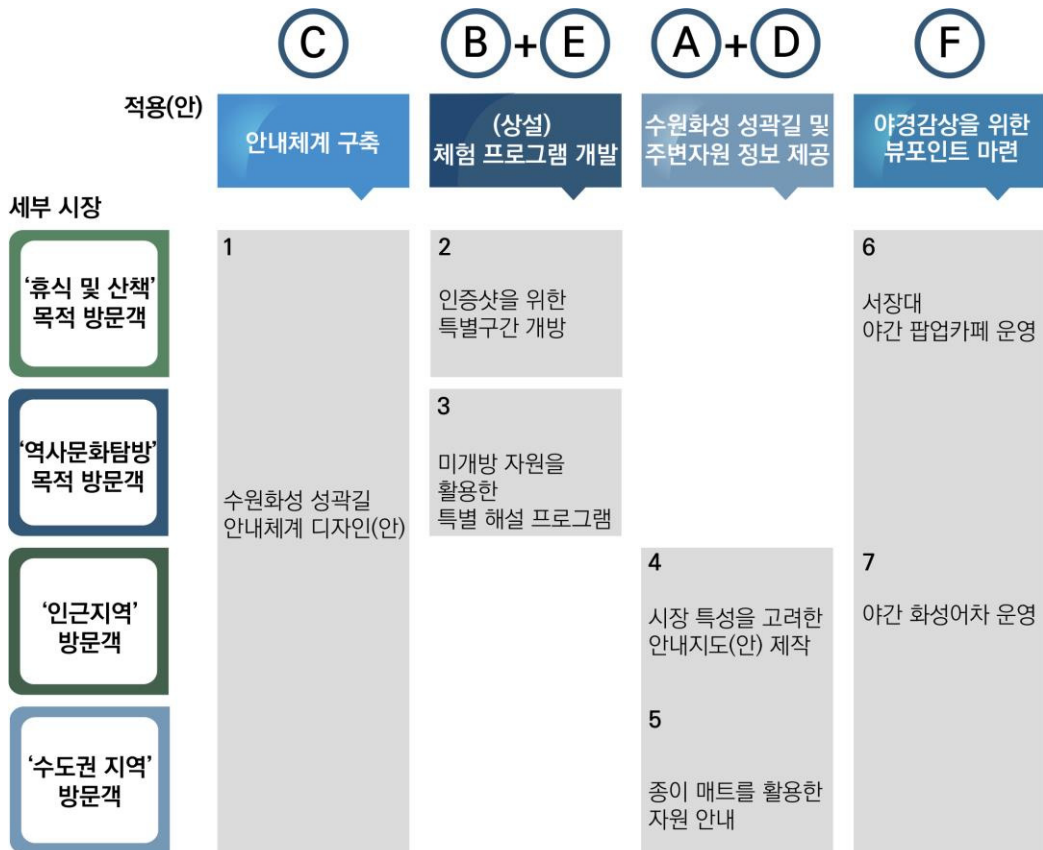 C
B+E
A+D
F
적용(안)
안내체계 구축
(상설)
체험 프로그램 개발
수원화성 성곽길 및
주변자원 정보 제공
야경감상을 위한
뷰포인트 마련
세부 시장
‘휴식 및 산책’
목적 방문객
‘역사문화탐방’
목적 방문객
‘인근지역’
방문객
‘수도권 지역’
방문객
1
수원화성 성곽길
안내체계 디자인(안)
2
인증샷을 위한
특별구간 개방
3
미개방 자원을
활용한
특별 해설 프로그램
4
시장 특성을 고려한
안내지도(안) 제작
5
종이 매트를 활용한
자원 안내
6
서장대
야간 팝업카페 운영
7
야간 화성어차 운영